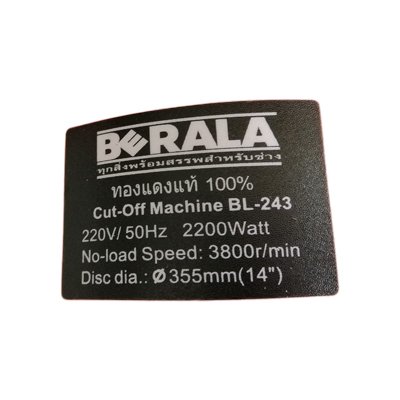 BERALA
ทุกสิ่งพร้อมสรรพสำหรับช่าง
ทองแดงแท้ 100%
Cut-Off Machine BL-243
220V/ 50Hz 2200Watt
No-load Speed: 3800r/min
Disc dia.: Ø355mm(14")